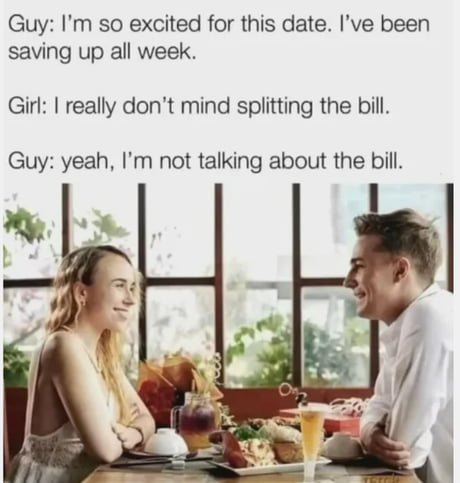 Guy: I'm so excited for this date. I've been
saving up all week.
Girl: I really don't mind splitting the bill.
Guy: yeah, I'm not talking about the bill.